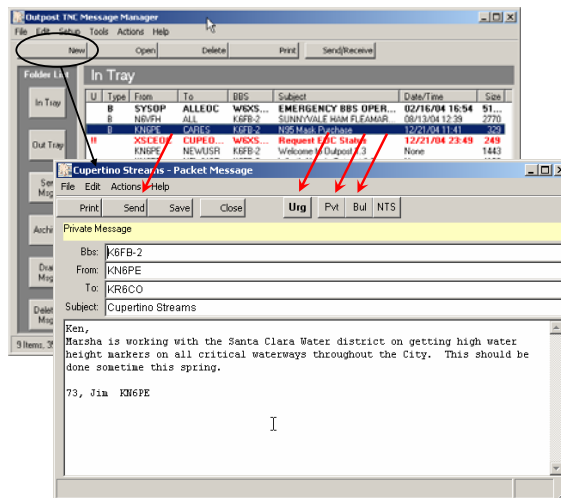 Outpost TNC Message Manager
File Edit Setup Tools Actions Help
New Open Delete Print Send/Receive
Folder List In Tray
U Type From To BBS Subject Date/Time Size
In Tray
B SYSOP ALLEOC W6XS... EMERGENCY BBS OPER... 02/16/04 16:54 51...
B N6VFH ALL K6FB-2 SUNNYVALE HAM FLEAMAR... 08/13/04 12:39 2770
B KN6PE CARES K6FB-2 N95 Mask Purchase 12/21/04 11:41 329
!! XSCEOC CUPEO... W6XS... Request EOC Status 12/21/04 23:49 249
Out Tray
KN6PE NEWUSR K6FB-2 Welcome to Outpost 1.3 None 1443
Cupertino Streams - Packet Message
File Edit Actions Help
Print Send Save Close Urg Pvt Bul NTS
Private Message
Bbs: K6FB-2
From: KN6PE
To: KR6CO
Subject: Cupertino Streams
Ken,
Marsha is working with the Santa Clara Water district on getting high water
height markers on all critical waterways throughout the City. This should be
done sometime this spring.
73, Jim KN6PE
9 Items,